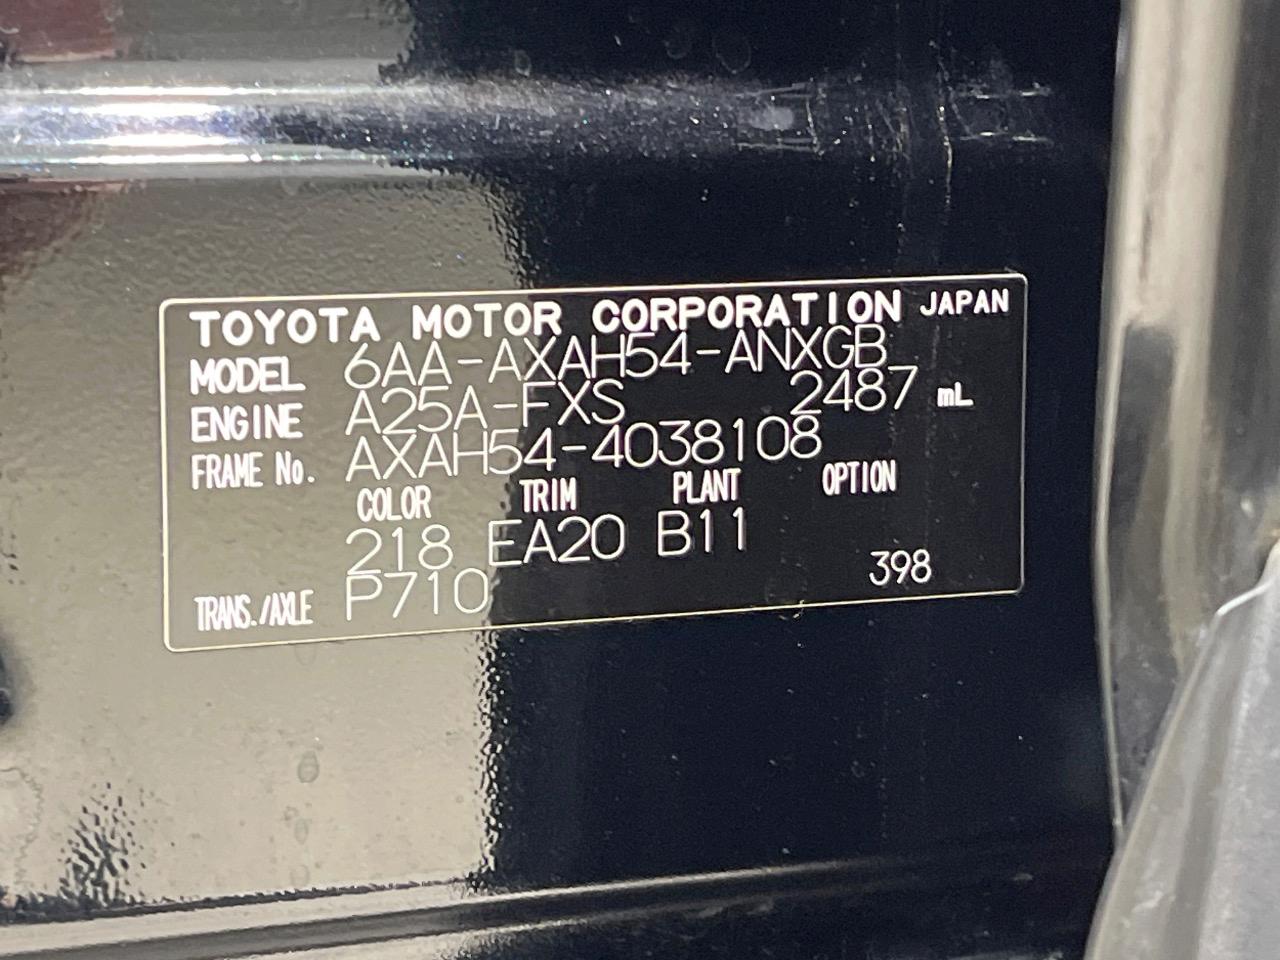 TOYOTA MOTOR CORPORATION JAPAN
MODEL 6AA-AXAH54-ANXGB
ENGINE A25A-FXS 2487 mL
FRAME No. AXAH54-4038108
COLOR TRIM PLANT OPTION
218 EA20 B11
398
TRANS./AXLE P710